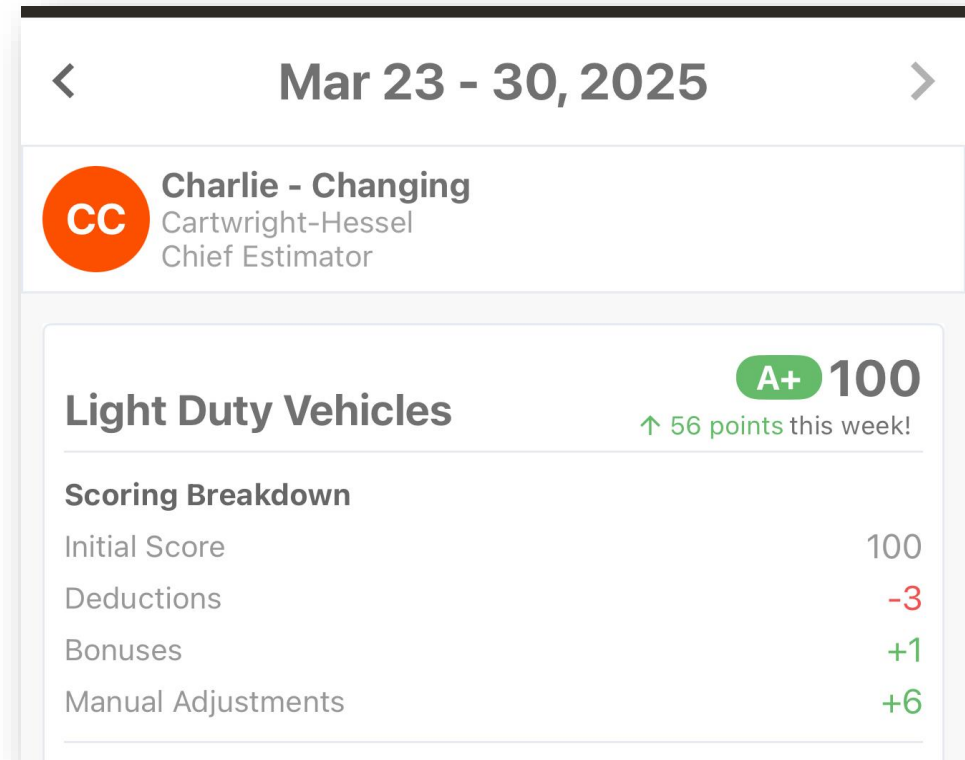 Mar 23 - 30, 2025
CC
Charlie - Changing
Cartwright-Hessel
Chief Estimator
Light Duty Vehicles
A+ 100
↑ 56 points this week!
Scoring Breakdown
Initial Score 100
Deductions -3
Bonuses +1
Manual Adjustments +6